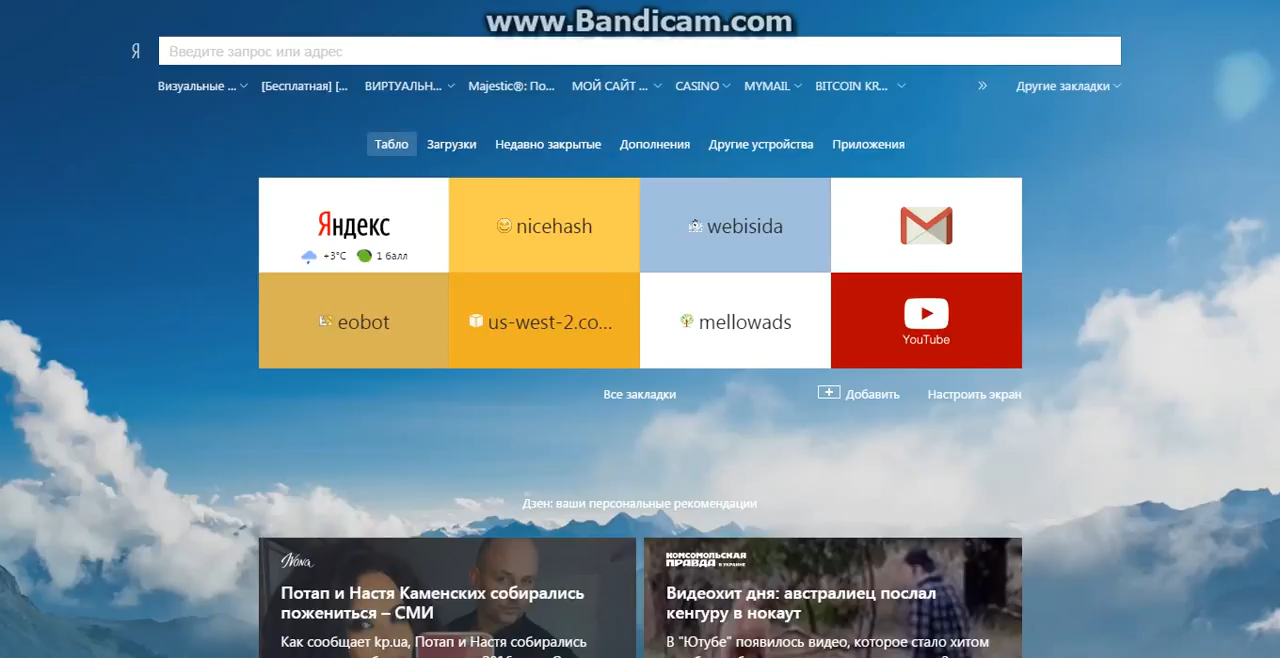 www.Bandicam.com
Я Введите запрос или адрес
Визуальные ... [Бесплатная] [... ВИРТУАЛЬН... Majestic®: По... МОЙ САЙТ ... CASINO MYMAIL BITCOIN KR... » Другие закладки
Табло Загрузки Недавно закрытые Дополнения Другие устройства Приложения
Яндекс
+3°C 1 балл
nicehash
webisida
eobot
us-west-2.co...
mellowads
YouTube
Все закладки Добавить Настроить экран
Дзен: ваши персональные рекомендации
iVona
Потап и Настя Каменских собирались
пожениться – СМИ
Как сообщает kp.ua, Потап и Настя собирались
КОМСОМОЛЬСКАЯ
ПРАВДА В УКРАИНЕ
Видеохит дня: австралиец послал
кенгуру в нокаут
В "Ютубе" появилось видео, которое стало хитом